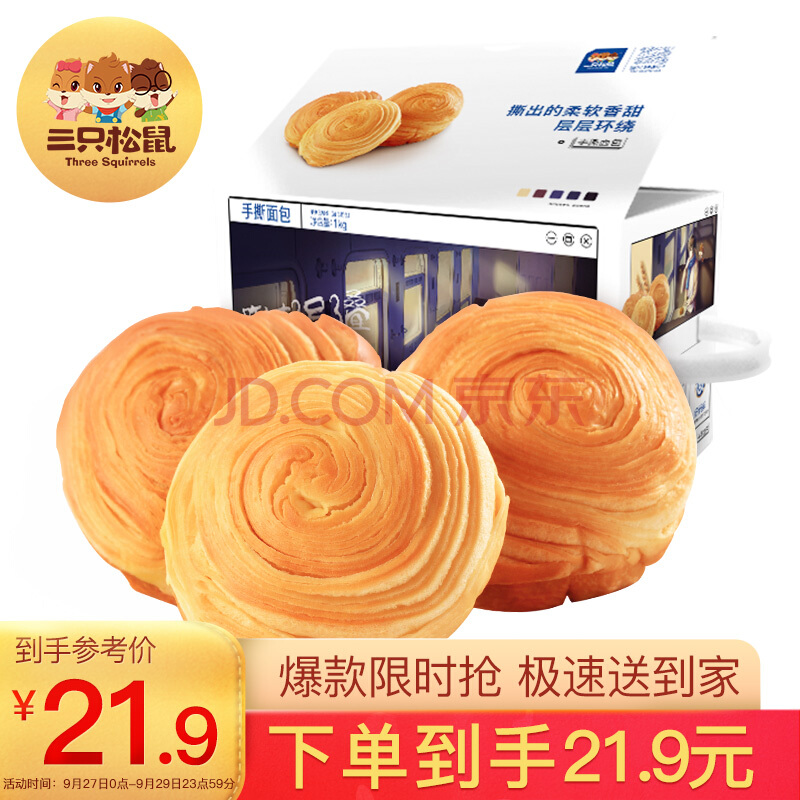 三只松鼠
Three Squirrels
三只松鼠
撕出的柔软香甜
层层环绕
手撕面包
手撕面包
净含量:1kg
JD.COM 京东
到手参考价
¥21.9
活动时间：9月27日0点-9月29日23点59分
爆款限时抢 极速送到家
下单到手21.9元